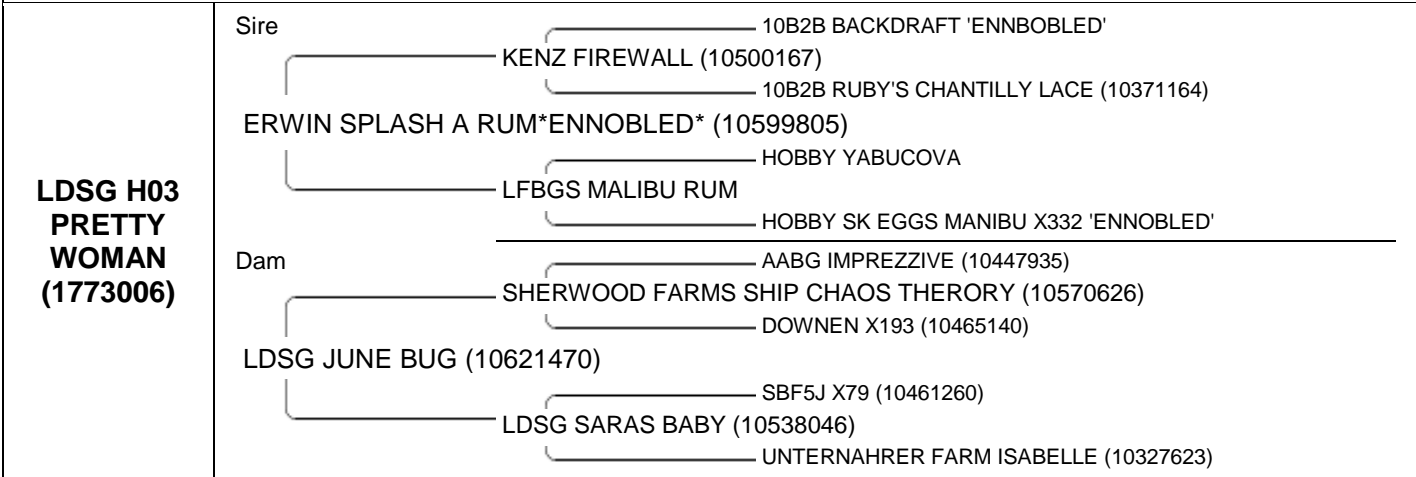 LDSG H03
PRETTY
WOMAN
(1773006)
Sire
10B2B BACKDRAFT 'ENNBOBLED'
KENZ FIREWALL (10500167)
10B2B RUBY'S CHANTILLY LACE (10371164)
ERWIN SPLASH A RUM*ENNOBLED* (10599805)
HOBBY YABUCOVA
LFBGS MALIBU RUM
HOBBY SK EGGS MANIBU X332 'ENNOBLED'
Dam
AABG IMPREZZIVE (10447935)
SHERWOOD FARMS SHIP CHAOS THERORY (10570626)
DOWNEN X193 (10465140)
LDSG JUNE BUG (10621470)
SBF5J X79 (10461260)
LDSG SARAS BABY (10538046)
UNTERNAHRER FARM ISABELLE (10327623)